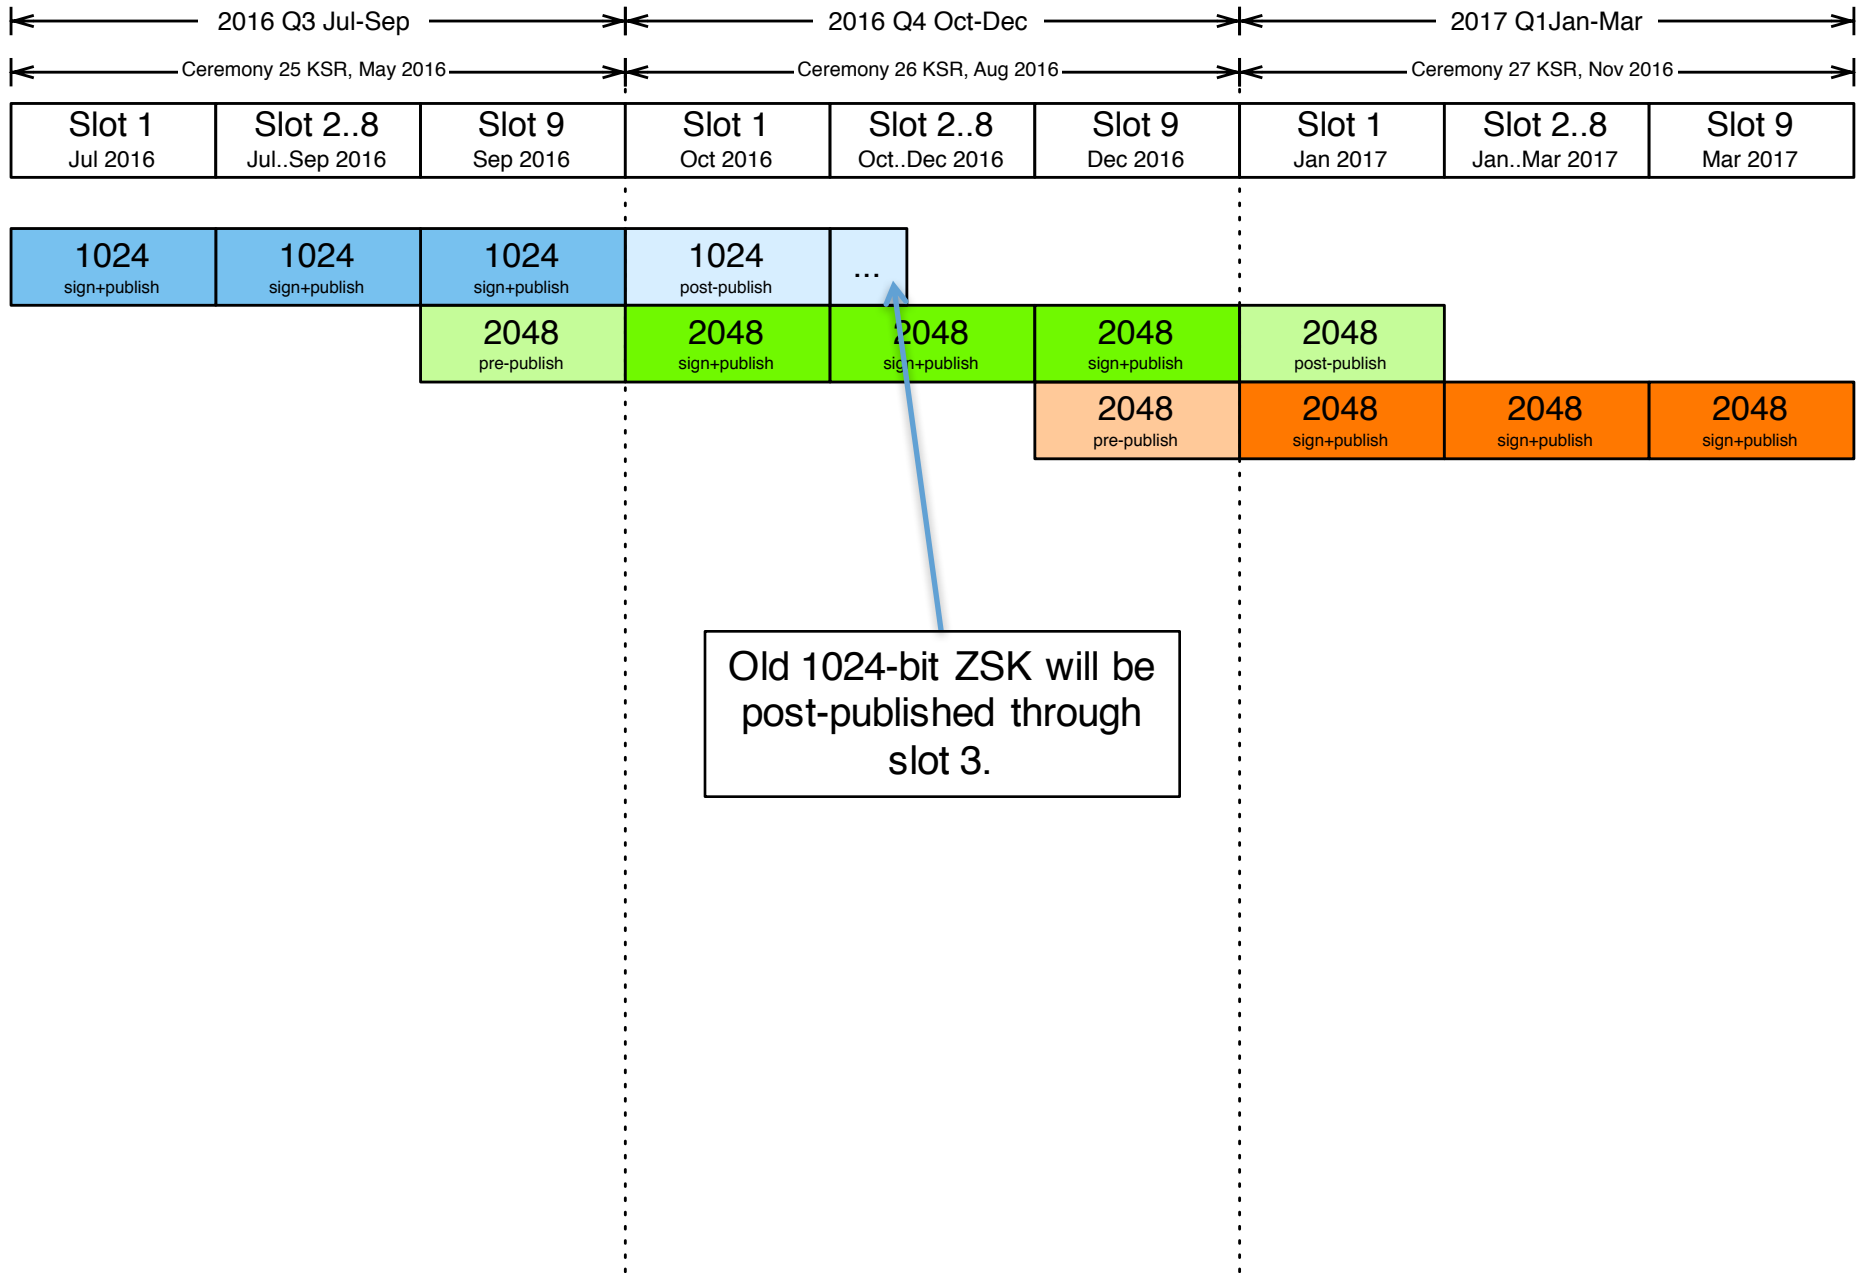 2016 Q3 Jul-Sep 2016 Q4 Oct-Dec 2017 Q1Jan-Mar
Ceremony 25 KSR, May 2016 Ceremony 26 KSR, Aug 2016 Ceremony 27 KSR, Nov 2016
Slot 1 Slot 2..8 Slot 9 Slot 1 Slot 2..8 Slot 9 Slot 1 Slot 2..8 Slot 9
Jul 2016 Jul..Sep 2016 Sep 2016 Oct 2016 Oct..Dec 2016 Dec 2016 Jan 2017 Jan..Mar 2017 Mar 2017
1024 1024 1024 1024 ...
sign+publish sign+publish sign+publish post-publish
2048 2048 2048 2048 2048
pre-publish sign+publish sign+publish sign+publish post-publish
2048 2048 2048 2048
pre-publish sign+publish sign+publish sign+publish
Old 1024-bit ZSK will be
post-published through
slot 3.